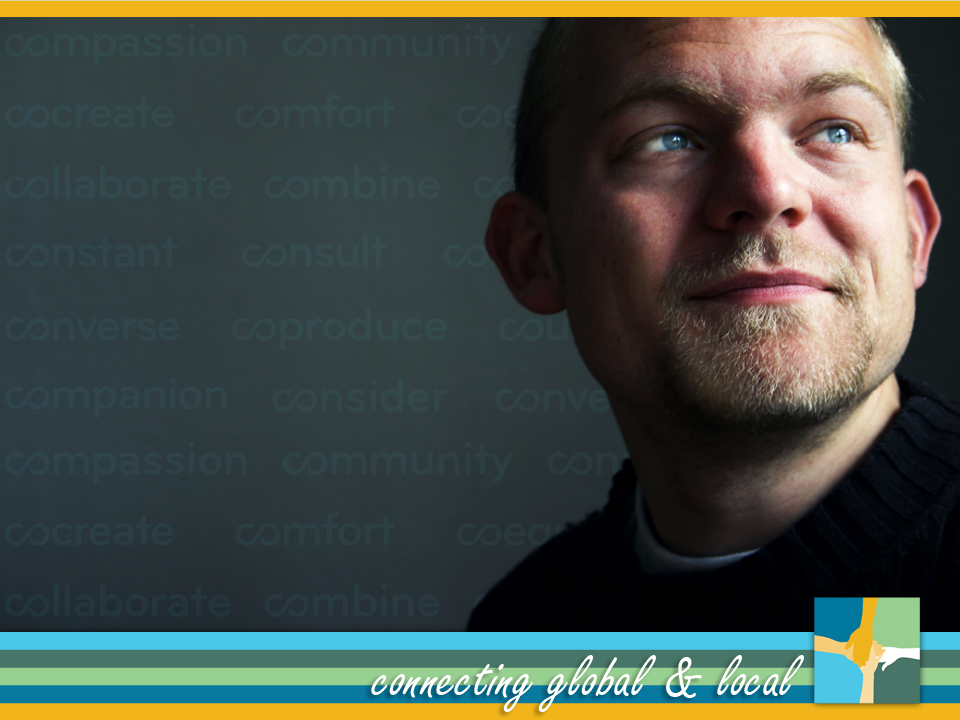 compassion community
cocreate comfort
collaborate combine
constant consult
converse coproduce
companion consider
compassion community
cocreate comfort
collaborate combine
connecting global & local